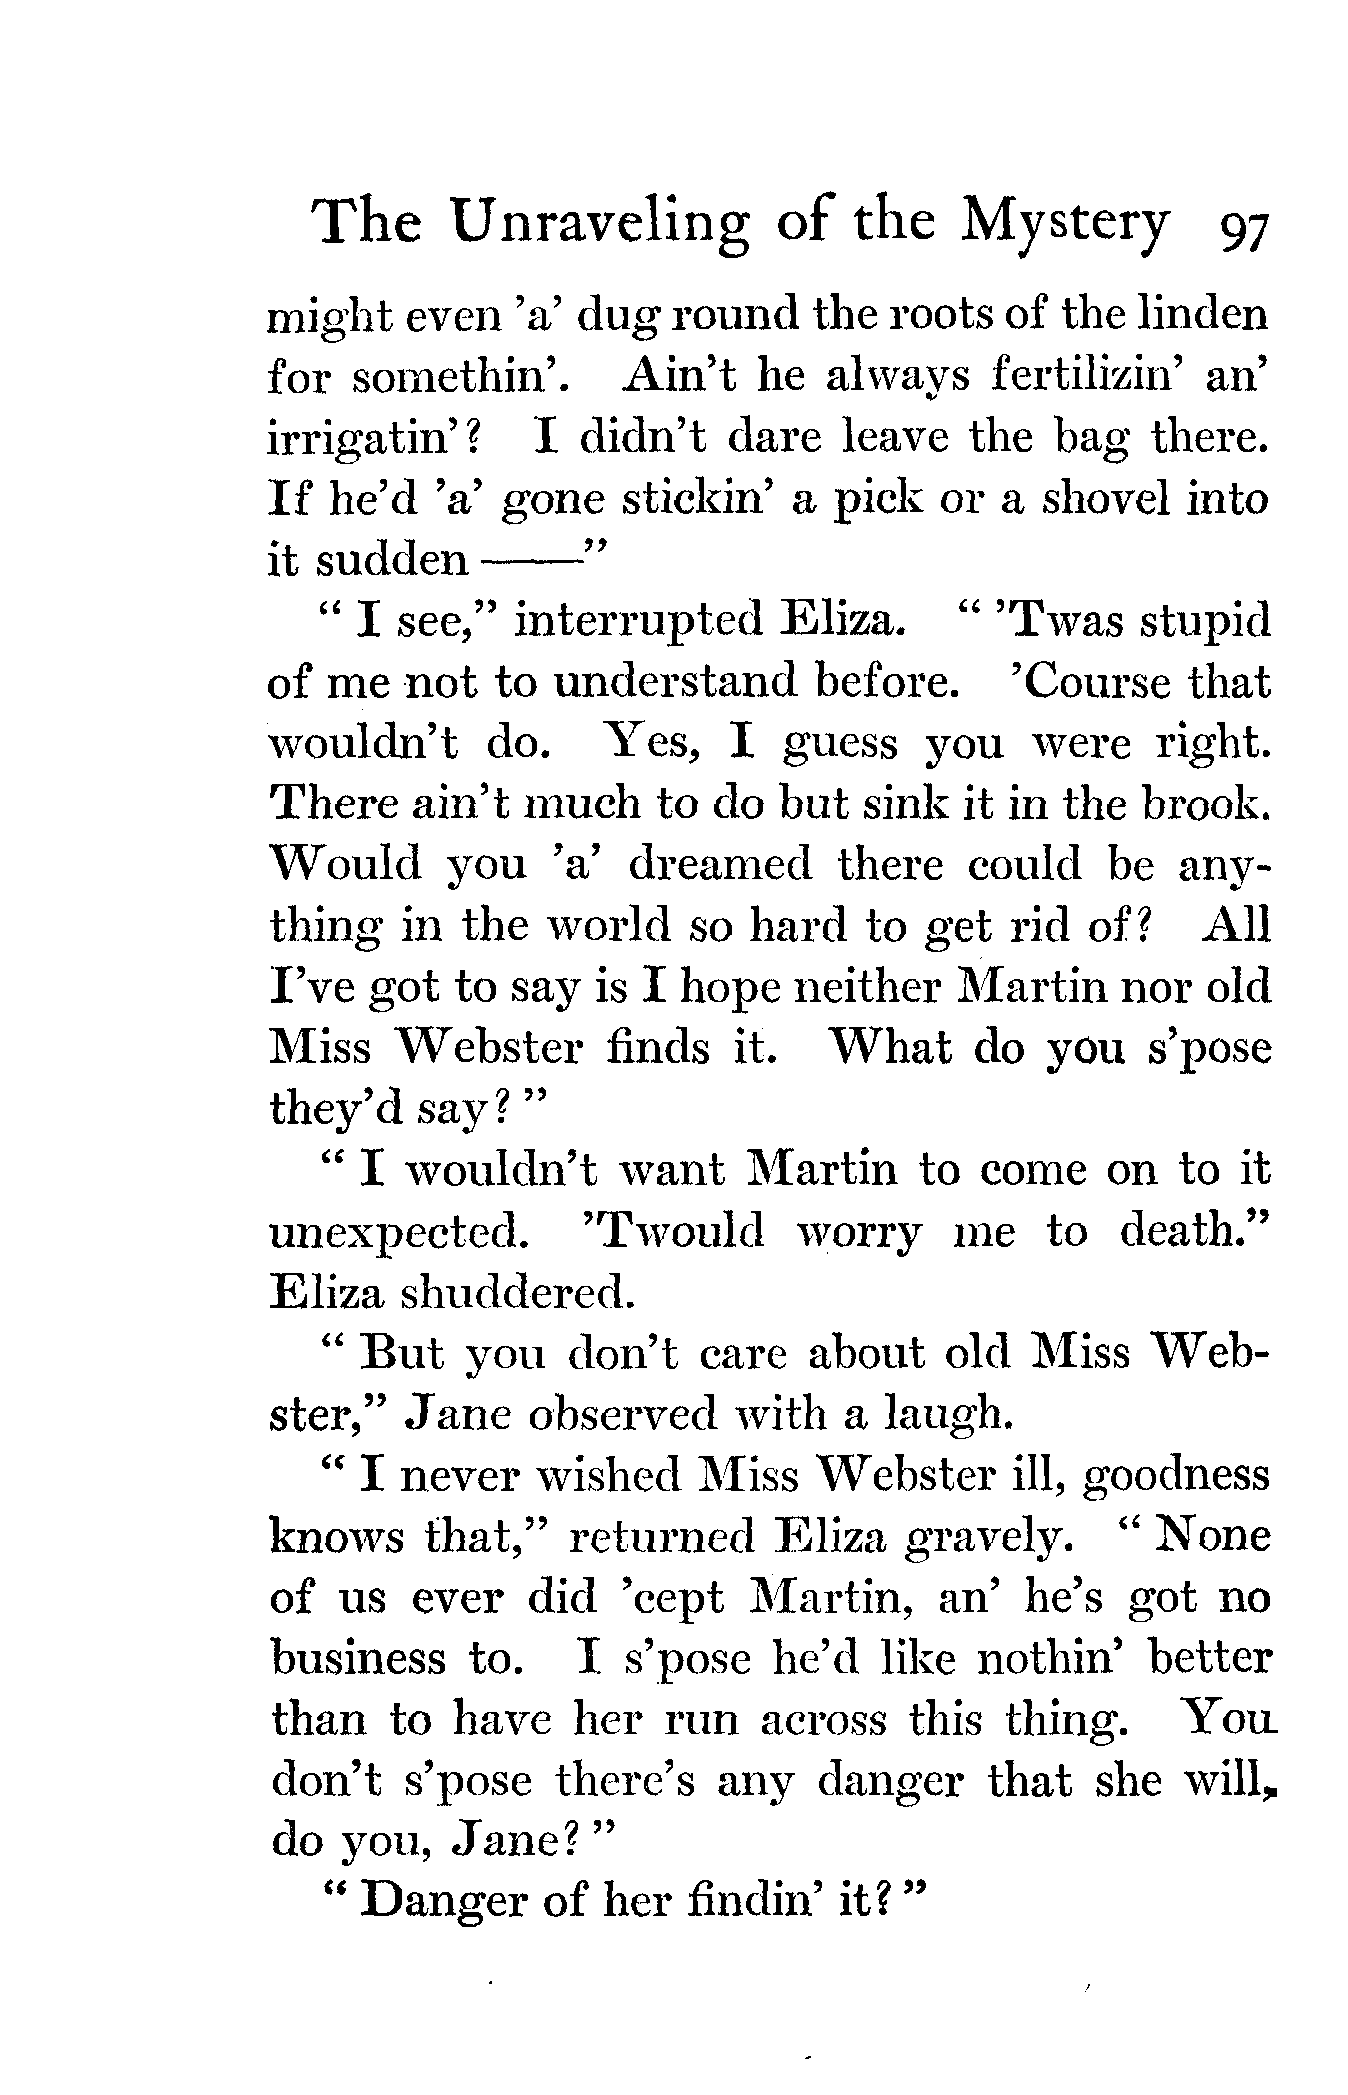 The Unraveling of the Mystery 97
might even ’a’ dug round the roots of the linden
for somethin’. Ain’t he always fertilizin’ an’
irrigatin’? I didn’t dare leave the bag there.
If he’d ’a’ gone stickin’ a pick or a shovel into
it sudden ——”
“ I see,” interrupted Eliza. “ ’Twas stupid
of me not to understand before. ’Course that
wouldn’t do. Yes, I guess you were right.
There ain’t much to do but sink it in the brook.
Would you ’a’ dreamed there could be any-
thing in the world so hard to get rid of? All
I’ve got to say is I hope neither Martin nor old
Miss Webster finds it. What do you s’pose
they’d say? ”
“ I wouldn’t want Martin to come on to it
unexpected. ’Twould worry me to death.”
Eliza shuddered.
“ But you don’t care about old Miss Web-
ster,” Jane observed with a laugh.
“ I never wished Miss Webster ill, goodness
knows that,” returned Eliza gravely. “ None
of us ever did ’cept Martin, an’ he’s got no
business to. I s’pose he’d like nothin’ better
than to have her run across this thing. You
don’t s’pose there’s any danger that she will,
do you, Jane? ”
“ Danger of her findin’ it? ”